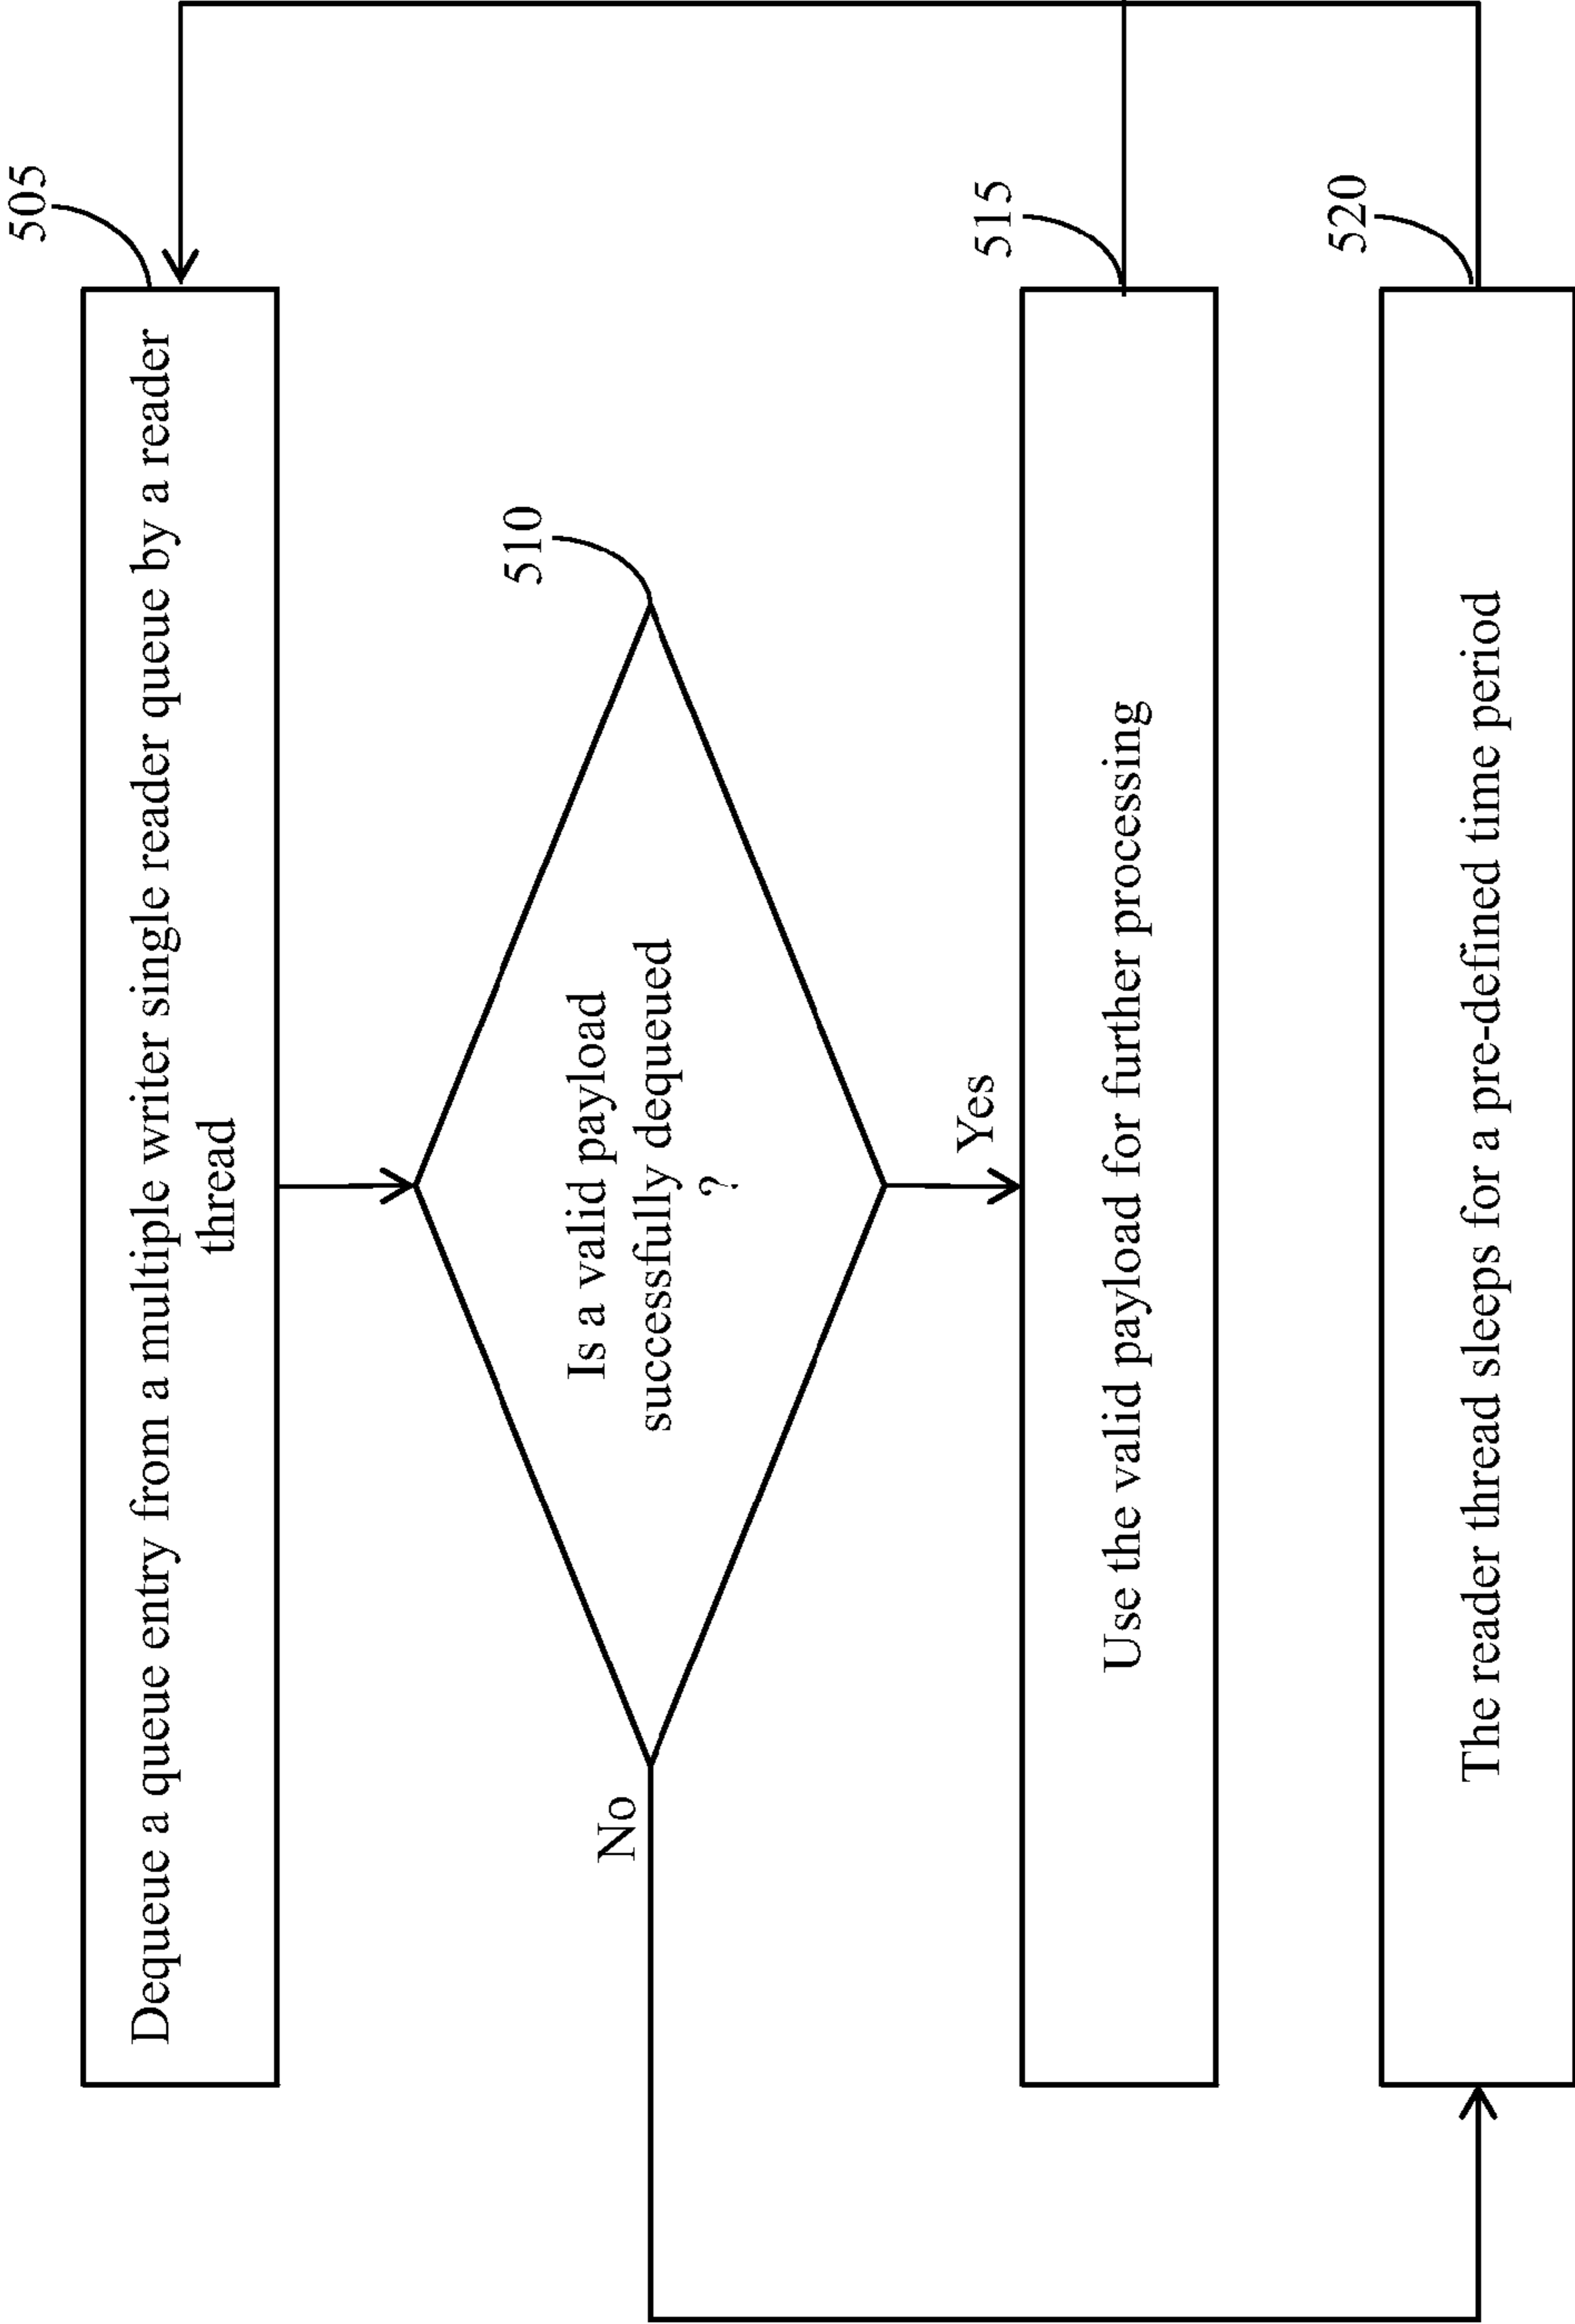 505
Dequeue a queue entry from a multiple writer single reader queue by a reader
thread
510
Is a valid payload
successfully dequeued
?
No
Yes
515
Use the valid payload for further processing
520
The reader thread sleeps for a pre-defined time period